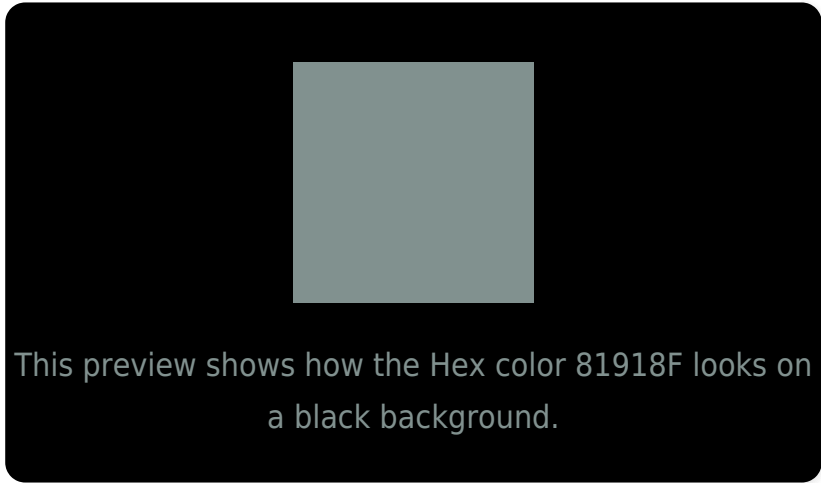 This preview shows how the Hex color 81918F looks on
a black background.